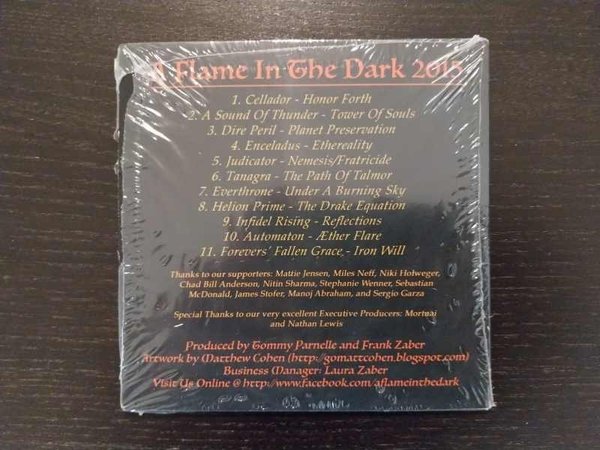 A Flame In The Dark 2015
1. Cellador - Honor Forth
2. A Sound Of Thunder - Tower Of Souls
3. Dire Peril - Planet Preservation
4. Enceladus - Ethereality
5. Judicator - Nemesis/Fratricide
6. Tanagra - The Path Of Talmor
7. Everthrone - Under A Burning Sky
8. Helion Prime - The Drake Equation
9. Infidel Rising - Reflections
10. Automaton - Æther Flare
11. Forevers' Fallen Grace - Iron Will
Thanks to our supporters: Mattie Jensen, Miles Neff, Niki Holweger,
Chad Bill Anderson, Nitin Sharma, Stephanie Wenner, Sebastian
McDonald, James Stofer, Manoj Abraham, and Sergio Garza
Special Thanks to our very excellent Executive Producers:
and Nathan Lewis
Produced by Tommy Parnelle and Frank Zaber
Artwork by Matthew Cohen (http://gomattcohen.blogspot.com)
Business Manager: Laura Zaber
Visit Us Online @ http://www.facebook.com/aflameinthedark